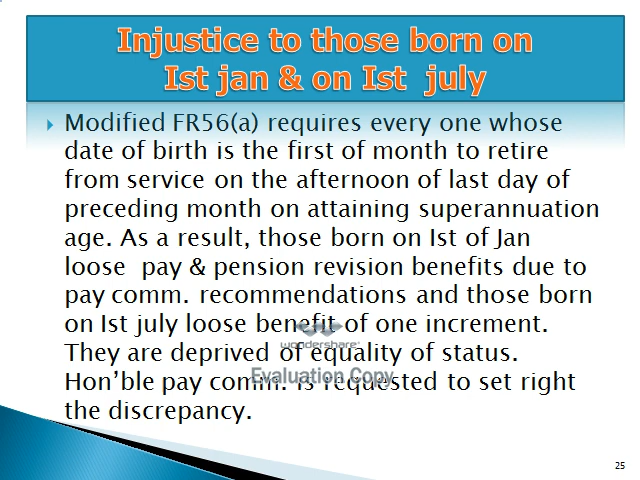 Injustice to those born on
Ist jan & on Ist july
Modified FR56(a) requires every one whose
date of birth is the first of month to retire
from service on the afternoon of last day of
preceding month on attaining superannuation
age. As a result, those born on Ist of Jan
loose pay & pension revision benefits due to
pay comm. recommendations and those born
on Ist july loose benefit of one increment.
wondershare
They are deprived of equality of status.
Evaluation Copy
Hon’ble pay comm. is requested to set right
the discrepancy.
25